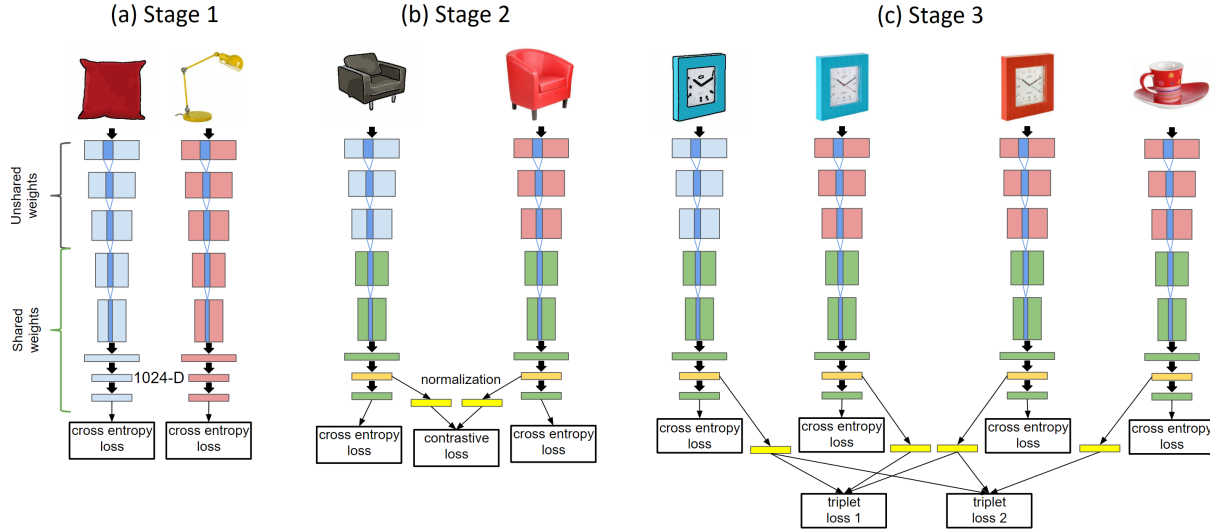 (a) Stage 1
(b) Stage 2
(c) Stage 3
Unshared
weights
Shared
weights
1024-D
cross entropy
loss
cross entropy
loss
normalization
cross entropy
loss
contrastive
loss
cross entropy
loss
cross entropy
loss
cross entropy
loss
cross entropy
loss
cross entropy
loss
triplet
loss 1
triplet
loss 2